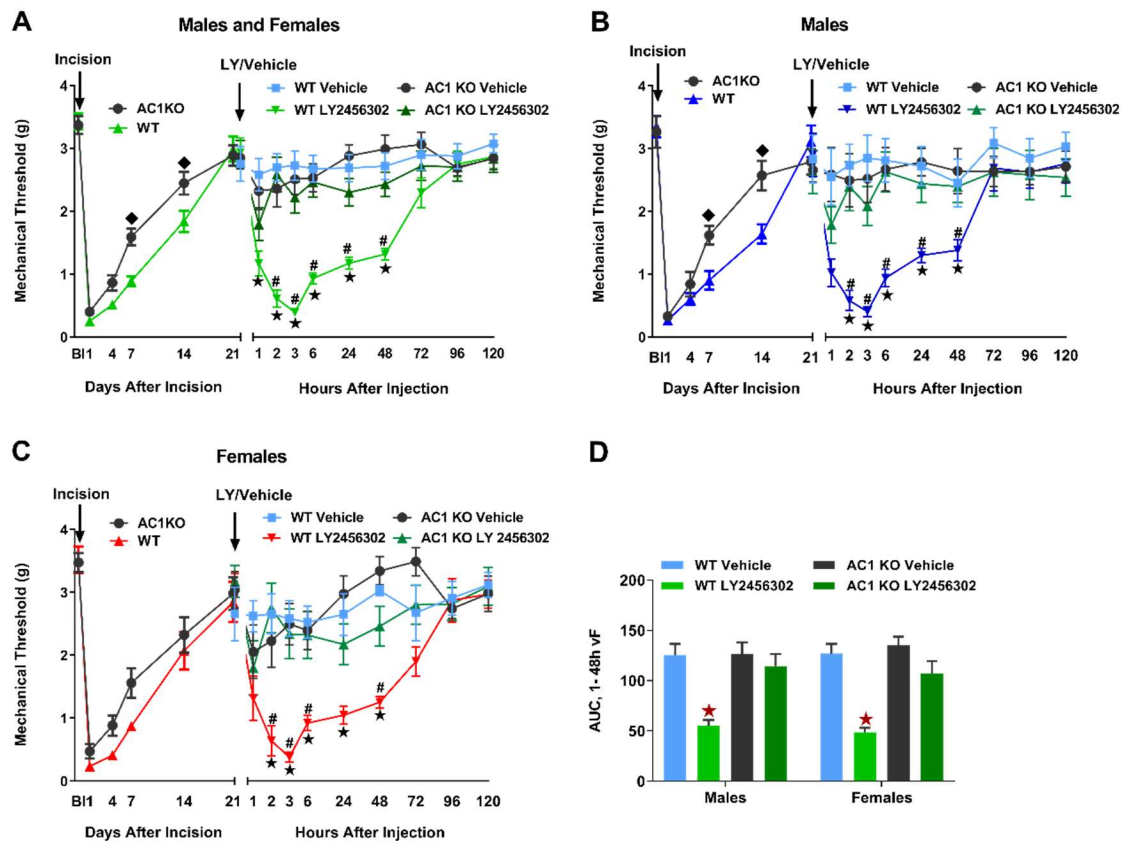 A
Males and Females
Incision
LY/Vehicle
AC1KO
WT
WT Vehicle
AC1 KO Vehicle
WT LY2456302
AC1 KO LY2456302
Mechanical Threshold (g)
4
3
2
1
0
◆ ◆
# # # # #
★ ★ ★ ★ ★ ★
Bl1 4 7 14 21 1 2 3 6 24 48 72 96 120
Days After Incision Hours After Injection
B
Males
Incision
LY/Vehicle
AC1KO
WT
WT Vehicle
AC1 KO Vehicle
WT LY2456302
AC1 KO LY2456302
Mechanical Threshold (g)
4
3
2
1
0
◆ ◆
# # # # #
★ ★ ★ ★ ★
Bl1 4 7 14 21 1 2 3 6 24 48 72 96 120
Days After Incision Hours After Injection
C
Females
Incision
LY/Vehicle
AC1KO
WT
WT Vehicle
AC1 KO Vehicle
WT LY2456302
AC1 KO LY 2456302
Mechanical Threshold (g)
4
3
2
1
0
# # # #
★ ★ ★ ★ ★
Bl1 4 7 14 21 1 2 3 6 24 48 72 96 120
Days After Incision Hours After Injection
D
WT Vehicle
AC1 KO Vehicle
WT LY2456302
AC1 KO LY2456302
AUC, 1- 48h vF
200
150
100
50
0
★ ★
Males Females